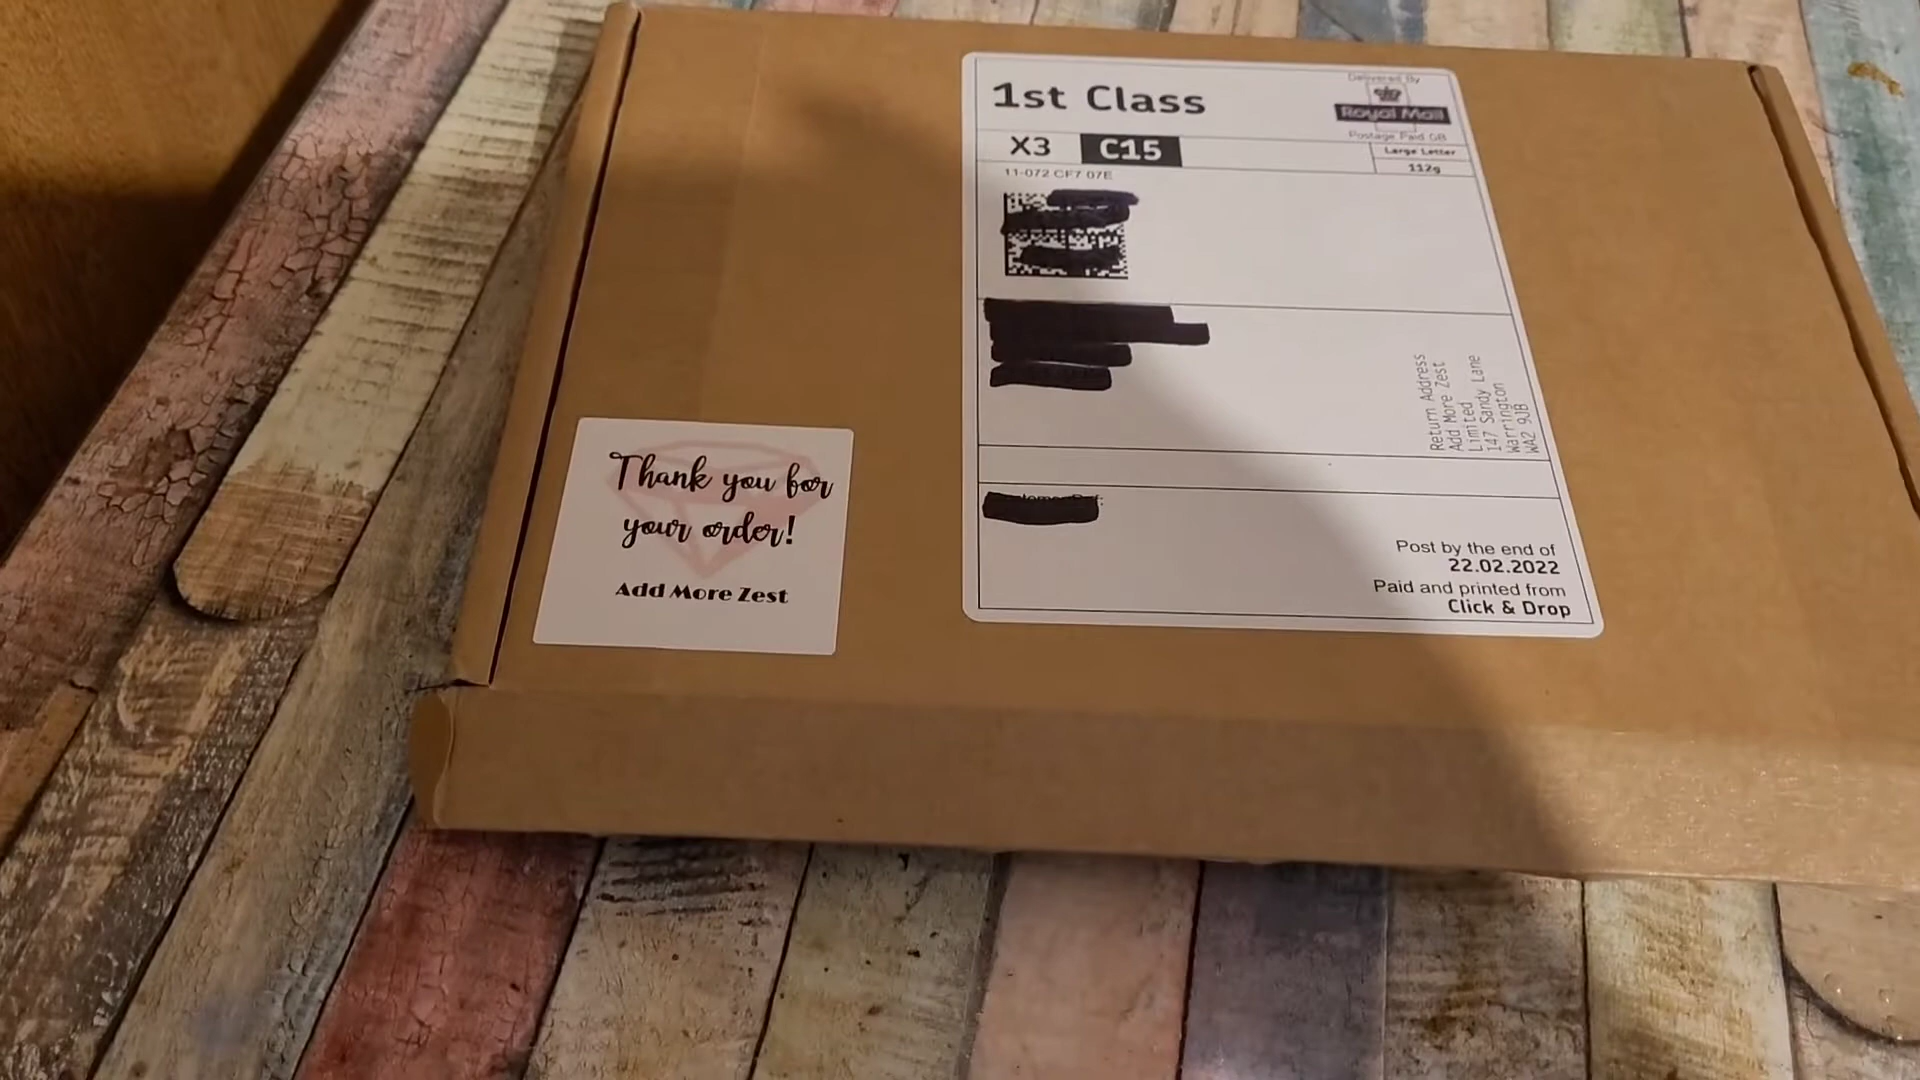 1st Class
Delivered By
Royal Mail
Postage Paid GB
X3
C15
Large Letter
112g
11-072 CF7 07E
Return Address
Add More Zest
Limited
147 Sandy Lane
Warrington
WA2 9JB
Post by the end of
22.02.2022
Paid and printed from
Click & Drop
Thank you for
your order!
Add More Zest